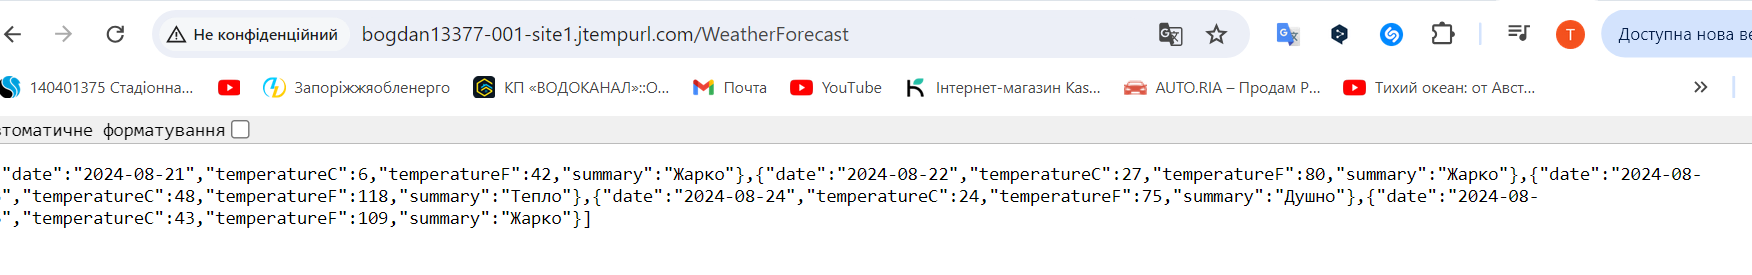 Не конфіденційний bogdan13377-001-site1.jtempurl.com/WeatherForecast T Доступна нова ве
140401375 Стадіонна... Запоріжжяобленерго КП «ВОДОКАНАЛ»::О... Почта YouTube Інтернет-магазин Kas... AUTO.RIA – Продам Р... Тихий океан: от Авст... »
втоматичне форматування
"date":"2024-08-21","temperatureC":6,"temperatureF":42,"summary":"Жарко"},{"date":"2024-08-22","temperatureC":27,"temperatureF":80,"summary":"Жарко"},{"date":"2024-08-
","temperatureC":48,"temperatureF":118,"summary":"Тепло"},{"date":"2024-08-24","temperatureC":24,"temperatureF":75,"summary":"Душно"},{"date":"2024-08-
","temperatureC":43,"temperatureF":109,"summary":"Жарко"}]